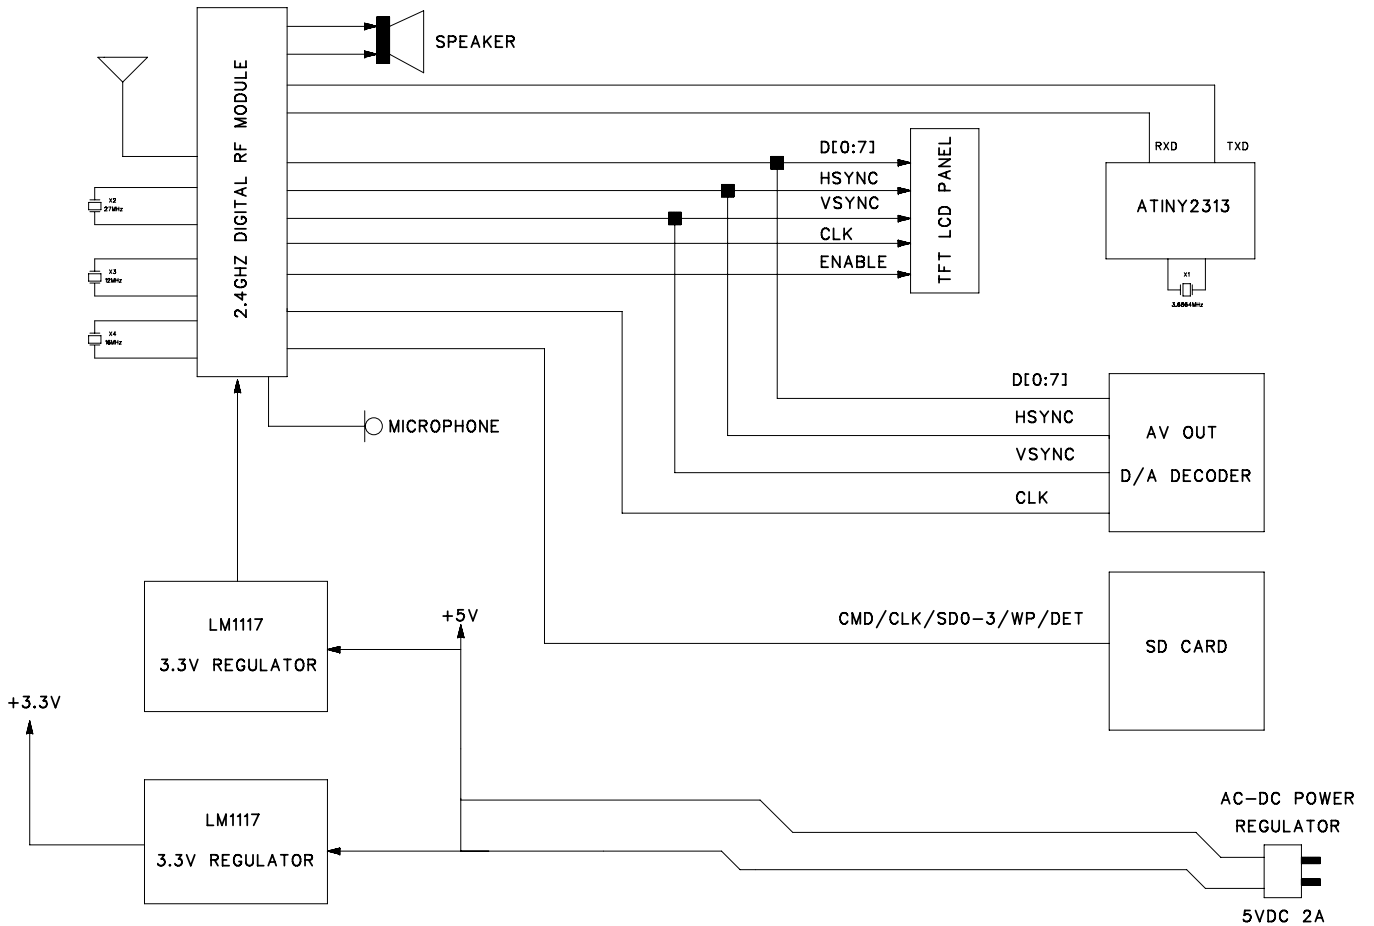 SPEAKER
2.4GHZ DIGITAL RF MODULE
D[0:7]
HSYNC
VSYNC
CLK
ENABLE
TFT LCD PANEL
RXD
TXD
ATINY2313
X1
3.6864MHz
X2
27MHz
X3
12MHz
X4
16MHz
MICROPHONE
D[0:7]
HSYNC
VSYNC
CLK
AV OUT
D/A DECODER
LM1117
3.3V REGULATOR
+5V
CMD/CLK/SD0-3/WP/DET
SD CARD
+3.3V
LM1117
3.3V REGULATOR
AC-DC POWER
REGULATOR
5VDC 2A